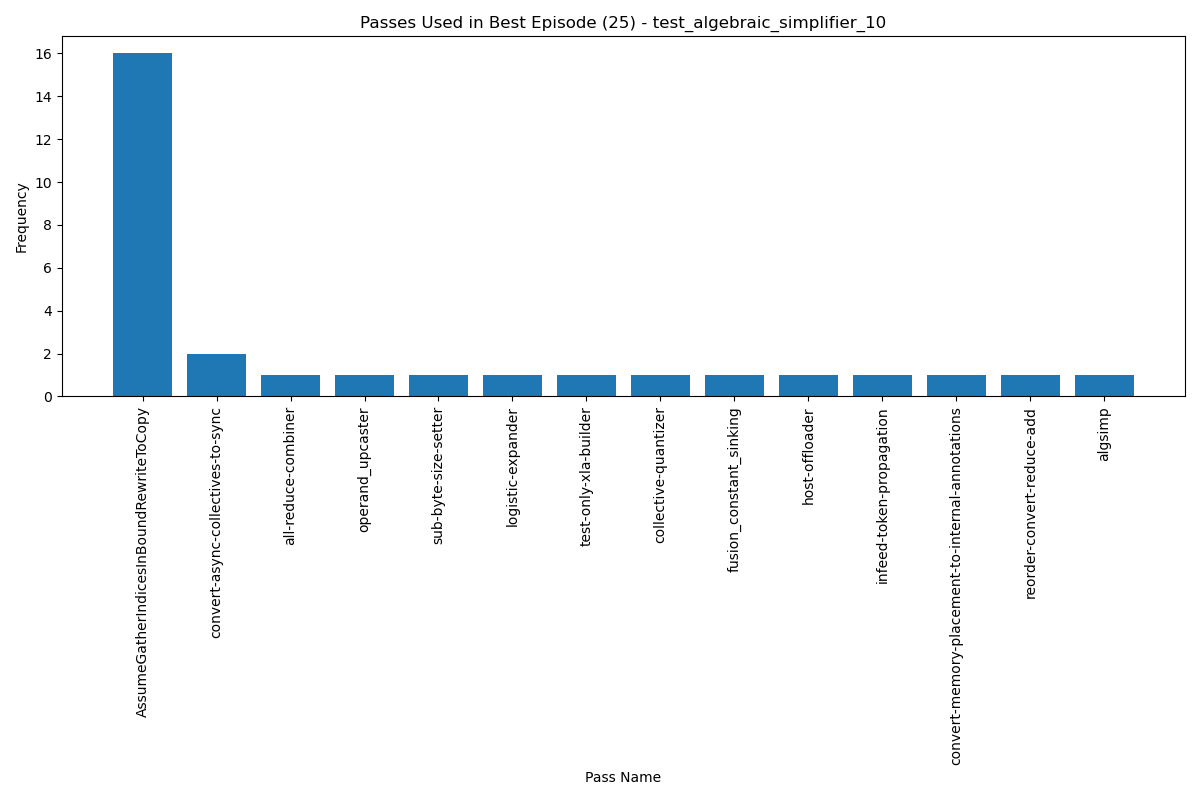 Passes Used in Best Episode (25) - test_algebraic_simplifier_10
Frequency
16
14
12
10
8
6
4
2
0
AssumeGatherIndicesInBoundRewriteToCopy
convert-async-collectives-to-sync
all-reduce-combiner
operand_upcaster
sub-byte-size-setter
logistic-expander
test-only-xla-builder
collective-quantizer
fusion_constant_sinking
host-offloader
infeed-token-propagation
convert-memory-placement-to-internal-annotations
reorder-convert-reduce-add
algsimp
Pass Name